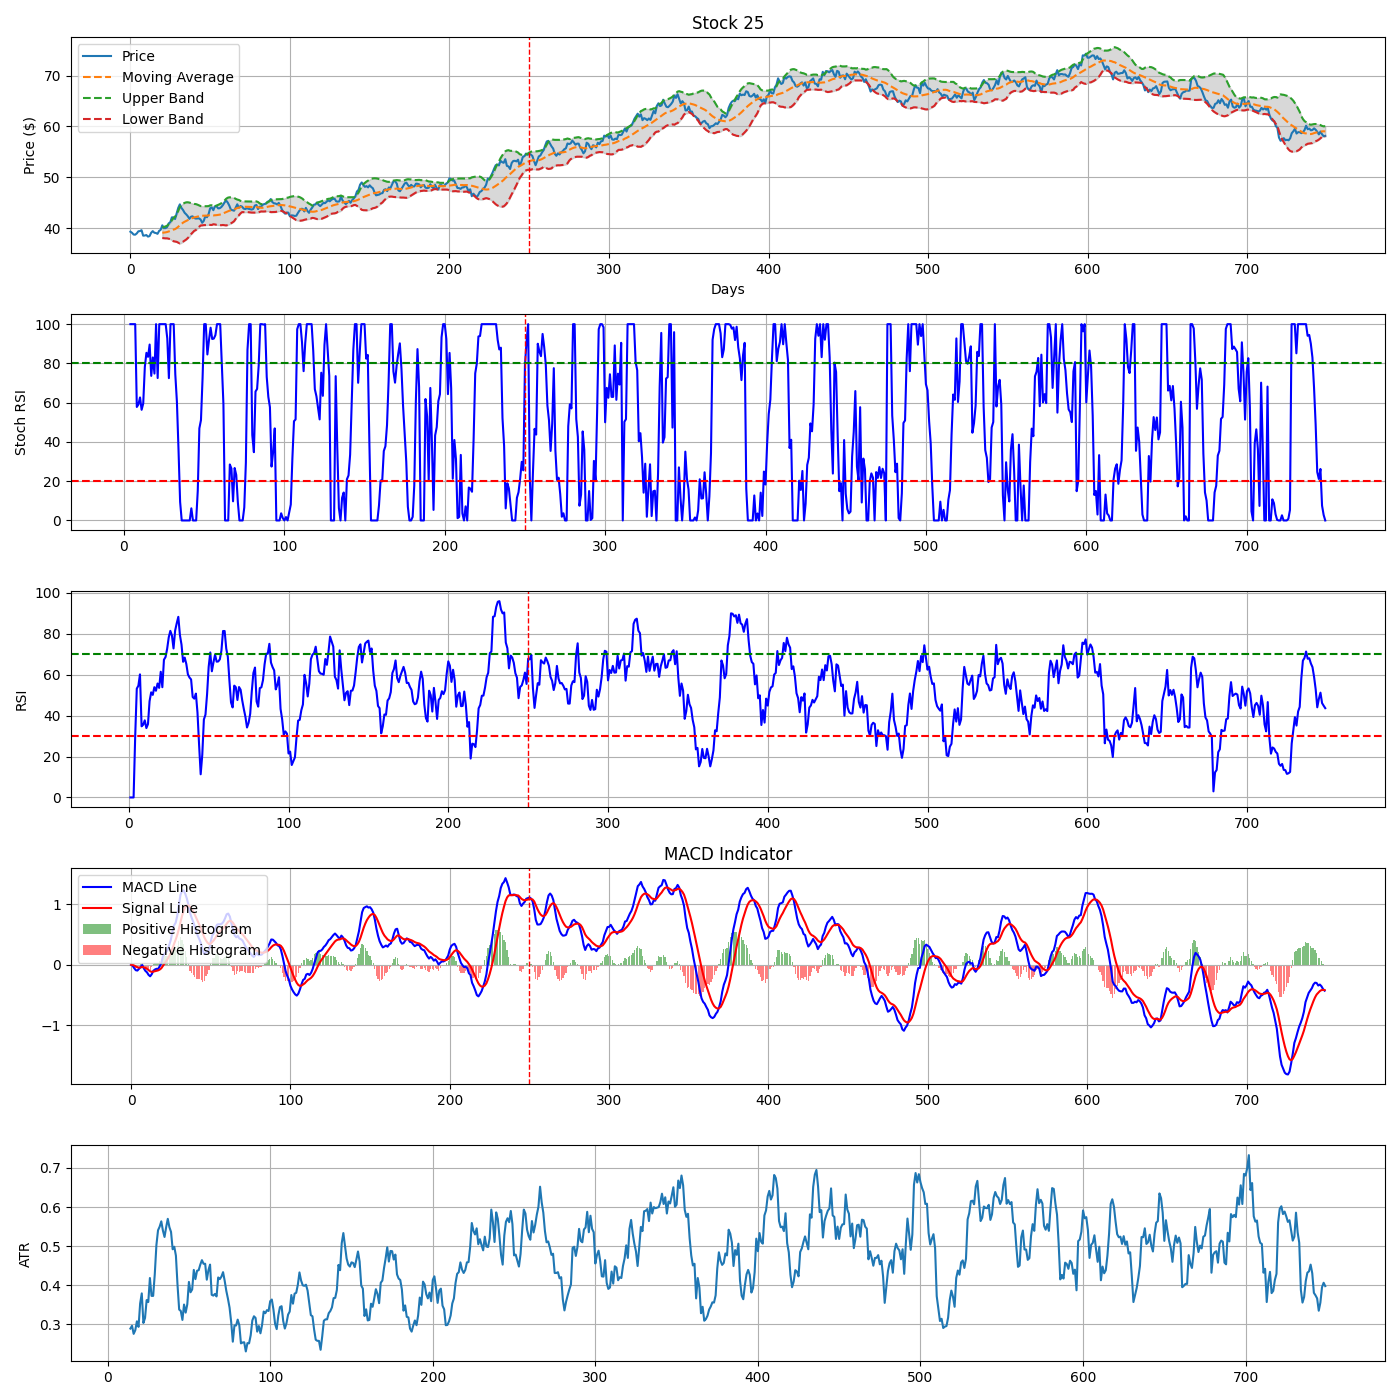 Stock 25
Price
Moving Average
Upper Band
Lower Band
Price ($)
70
60
50
40
0 100 200 300 400 500 600 700
Days
Stoch RSI
100
80
60
40
20
0
0 100 200 300 400 500 600 700
RSI
100
80
60
40
20
0
0 100 200 300 400 500 600 700
MACD Indicator
MACD Line
Signal Line
Positive Histogram
Negative Histogram
1
0
−1
0 100 200 300 400 500 600 700
ATR
0.7
0.6
0.5
0.4
0.3
0 100 200 300 400 500 600 700